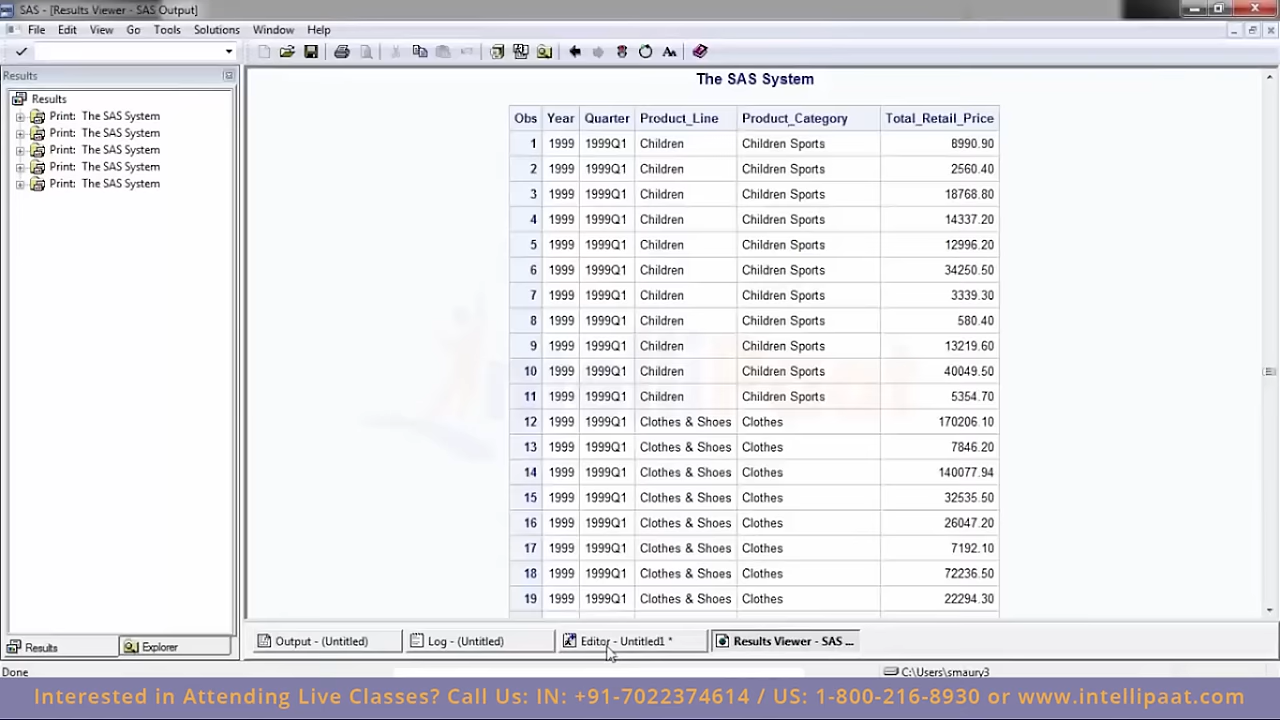 SAS - [Results Viewer - SAS Output]
File Edit View Go Tools Solutions Window Help
Results
Results
Print: The SAS System
Print: The SAS System
Print: The SAS System
Print: The SAS System
Print: The SAS System
The SAS System
Obs Year Quarter Product_Line Product_Category Total_Retail_Price
1 1999 1999Q1 Children Children Sports 8990.90
2 1999 1999Q1 Children Children Sports 2560.40
3 1999 1999Q1 Children Children Sports 18768.80
4 1999 1999Q1 Children Children Sports 14337.20
5 1999 1999Q1 Children Children Sports 12996.20
6 1999 1999Q1 Children Children Sports 34250.50
7 1999 1999Q1 Children Children Sports 3339.30
8 1999 1999Q1 Children Children Sports 580.40
9 1999 1999Q1 Children Children Sports 13219.60
10 1999 1999Q1 Children Children Sports 40049.50
11 1999 1999Q1 Children Children Sports 5354.70
12 1999 1999Q1 Clothes & Shoes Clothes 170206.10
13 1999 1999Q1 Clothes & Shoes Clothes 7846.20
14 1999 1999Q1 Clothes & Shoes Clothes 140077.94
15 1999 1999Q1 Clothes & Shoes Clothes 32535.50
16 1999 1999Q1 Clothes & Shoes Clothes 26047.20
17 1999 1999Q1 Clothes & Shoes Clothes 7192.10
18 1999 1999Q1 Clothes & Shoes Clothes 72236.50
19 1999 1999Q1 Clothes & Shoes Clothes 22294.30
Results Explorer
Output - (Untitled) Log - (Untitled) Editor - Untitled1 * Results Viewer - SAS ...
Done C:\Users\smaury3
Interested in Attending Live Classes? Call Us: IN: +91-7022374614 / US: 1-800-216-8930 or www.intellipaat.com